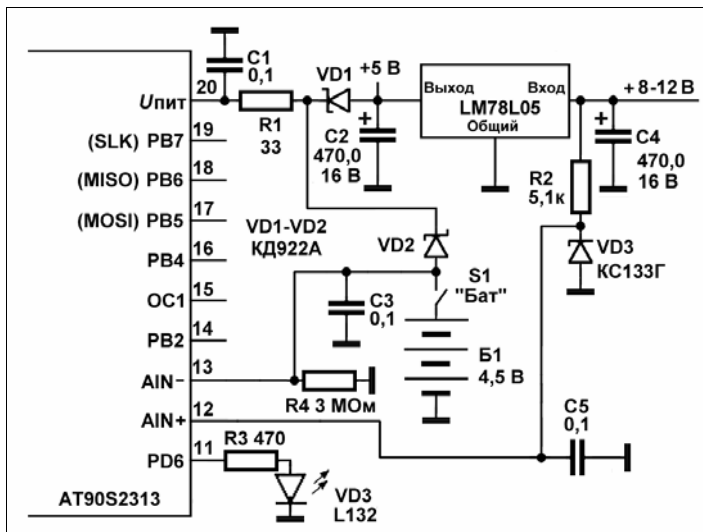 C1
0,1
20
Uпит
R1
33
VD1
+5 В
C2
470,0
16 В
+
Выход
Вход
LM78L05
Общий
+ 8-12 В
+
C4
470,0
16 В
R2
5,1к
VD3
КС133Г
19
(SLK) PB7
18
(MISO) PB6
17
(MOSI) PB5
16
PB4
15
OC1
14
PB2
13
AIN−
12
AIN+
11
PD6
AT90S2313
VD1-VD2
КД922А
VD2
S1
"Бат"
C3
0,1
Б1
4,5 В
R4 3 МОм
R3 470
VD3
L132
C5
0,1